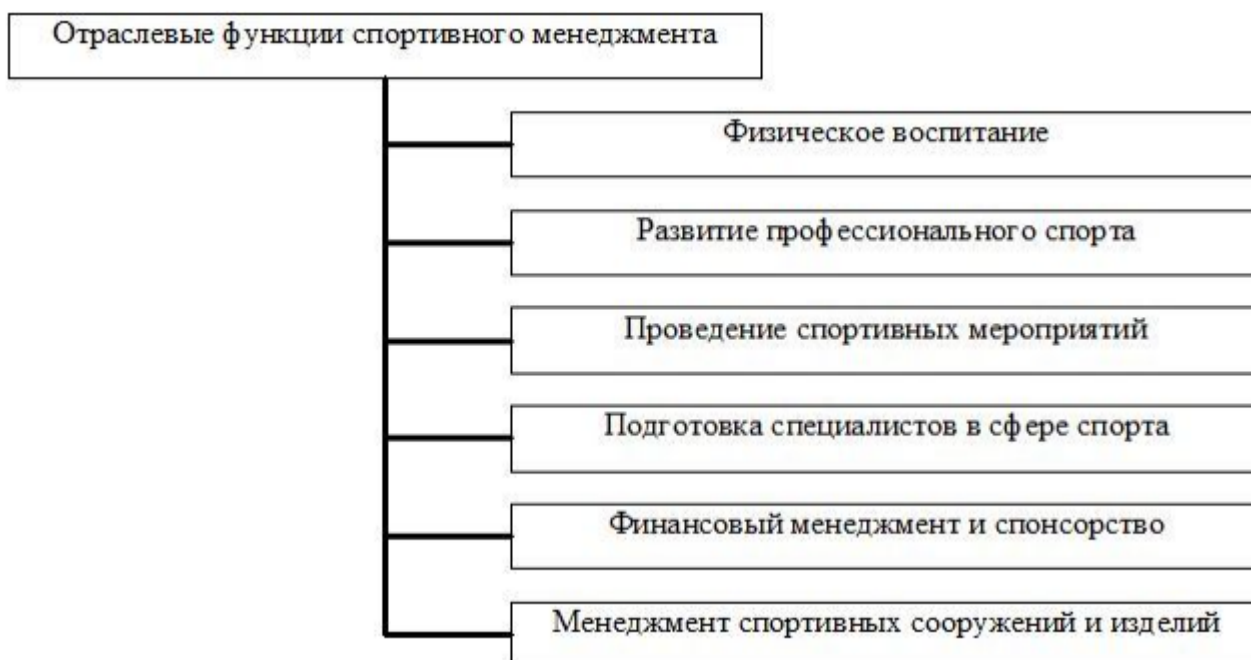 Отраслевые функции спортивного менеджмента
Физическое воспитание
Развитие профессионального спорта
Проведение спортивных мероприятий
Подготовка специалистов в сфере спорта
Финансовый менеджмент и спонсорство
Менеджмент спортивных сооружений и изделий